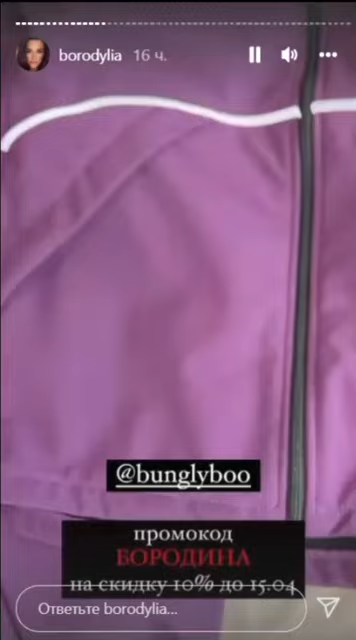 borodylia 16 ч.
@bunglyboo
промокод
БОРОДИНА
на скидку 10% до 15.04
Ответьте borodylia...